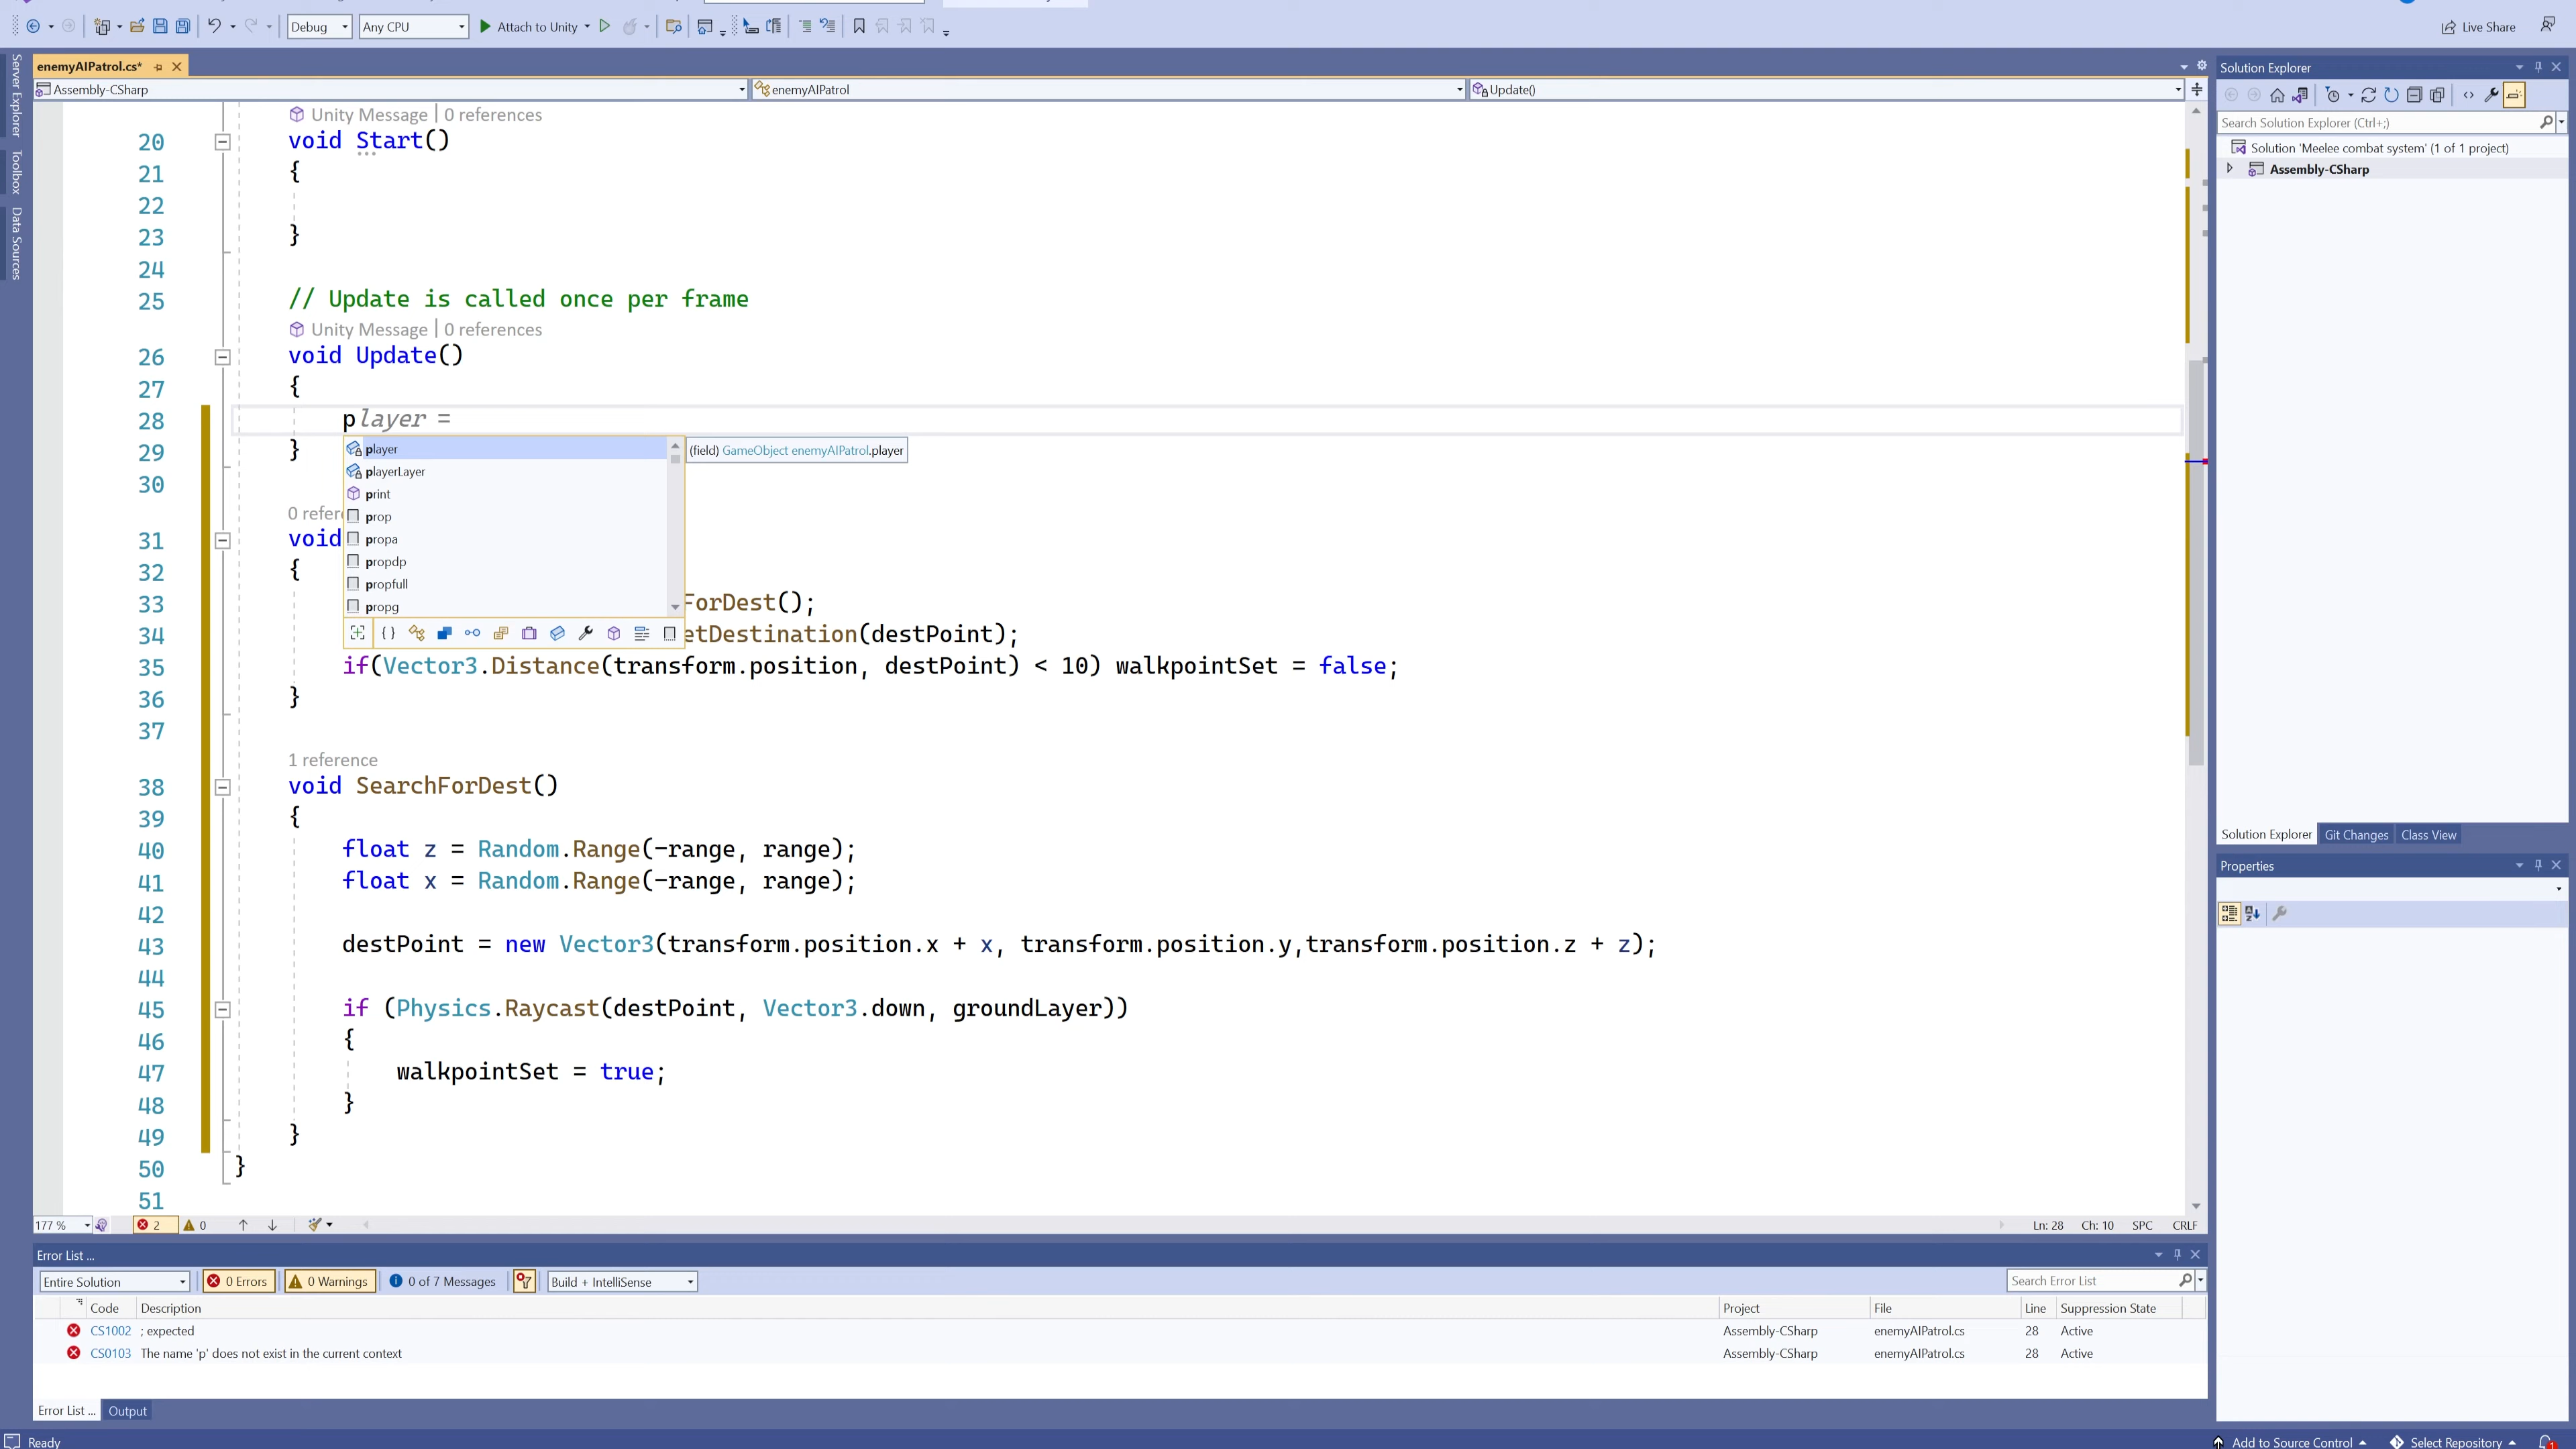 Debug
Any CPU
Attach to Unity
Live Share
Server Explorer
Toolbox
Data Sources
enemyAIPatrol.cs*
Assembly-CSharp
enemyAIPatrol
Update()
Unity Message | 0 references
20 void Start()
21 {
22
23 }
24
25 // Update is called once per frame
Unity Message | 0 references
26 void Update()
27 {
28 player =
29 }
30
player
playerLayer
print
prop
propa
propdp
propfull
propg
(field) GameObject enemyAIPatrol.player
0 refer
31 void
32 {
33 ForDest();
34 etDestination(destPoint);
35 if(Vector3.Distance(transform.position, destPoint) < 10) walkpointSet = false;
36 }
37
1 reference
38 void SearchForDest()
39 {
40 float z = Random.Range(-range, range);
41 float x = Random.Range(-range, range);
42
43 destPoint = new Vector3(transform.position.x + x, transform.position.y,transform.position.z + z);
44
45 if (Physics.Raycast(destPoint, Vector3.down, groundLayer))
46 {
47 walkpointSet = true;
48 }
49 }
50 }
51
177 %
2
0
Ln: 28 Ch: 10 SPC CRLF
Solution Explorer
Search Solution Explorer (Ctrl+;)
Solution 'Meelee combat system' (1 of 1 project)
Assembly-CSharp
Solution Explorer Git Changes Class View
Properties
Error List ...
Entire Solution
0 Errors
0 Warnings
0 of 7 Messages
Build + IntelliSense
Search Error List
Code Description Project File Line Suppression State
CS1002 ; expected Assembly-CSharp enemyAIPatrol.cs 28 Active
CS0103 The name 'p' does not exist in the current context Assembly-CSharp enemyAIPatrol.cs 28 Active
Error List ... Output
Ready
Add to Source Control
Select Repository
1